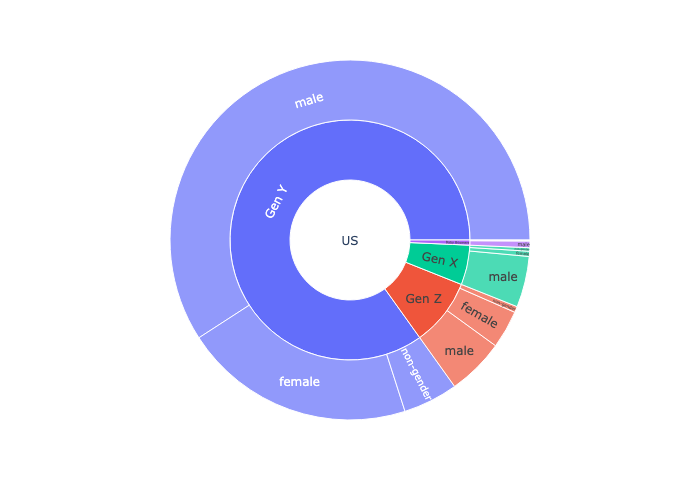 male
Gen Y
US
Gen X
male
Gen Z
female
male
female
non-gender
male